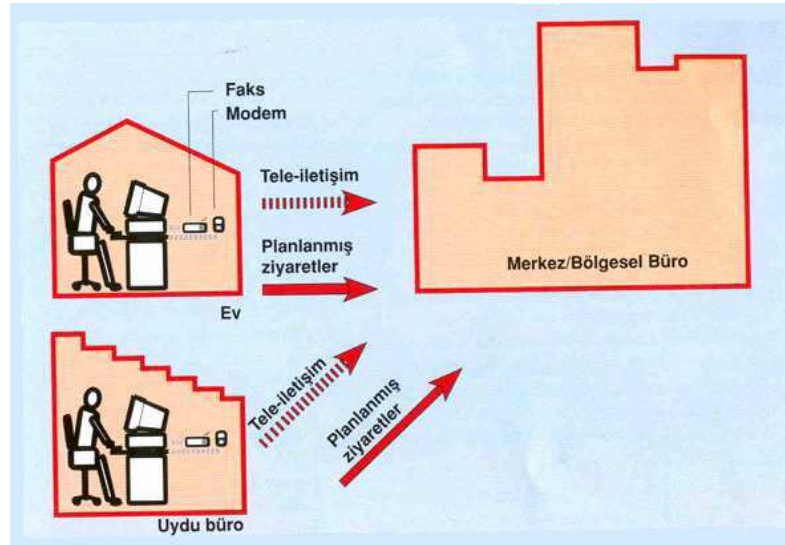 Faks
Modem
Tele-iletişim
Planlanmış
ziyaretler
Merkez/Bölgesel Büro
Ev
Tele-iletişim
Planlanmış
ziyaretler
Uydu büro